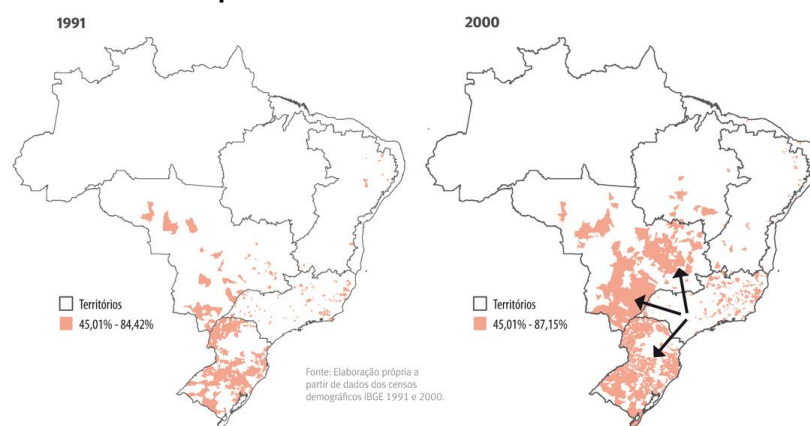 1991
2000
Territórios
45,01% - 84,42%
Territórios
45,01% - 87,15%
Fonte: Elaboração própria a
partir de dados dos censos
demográficos IBGE 1991 e 2000.